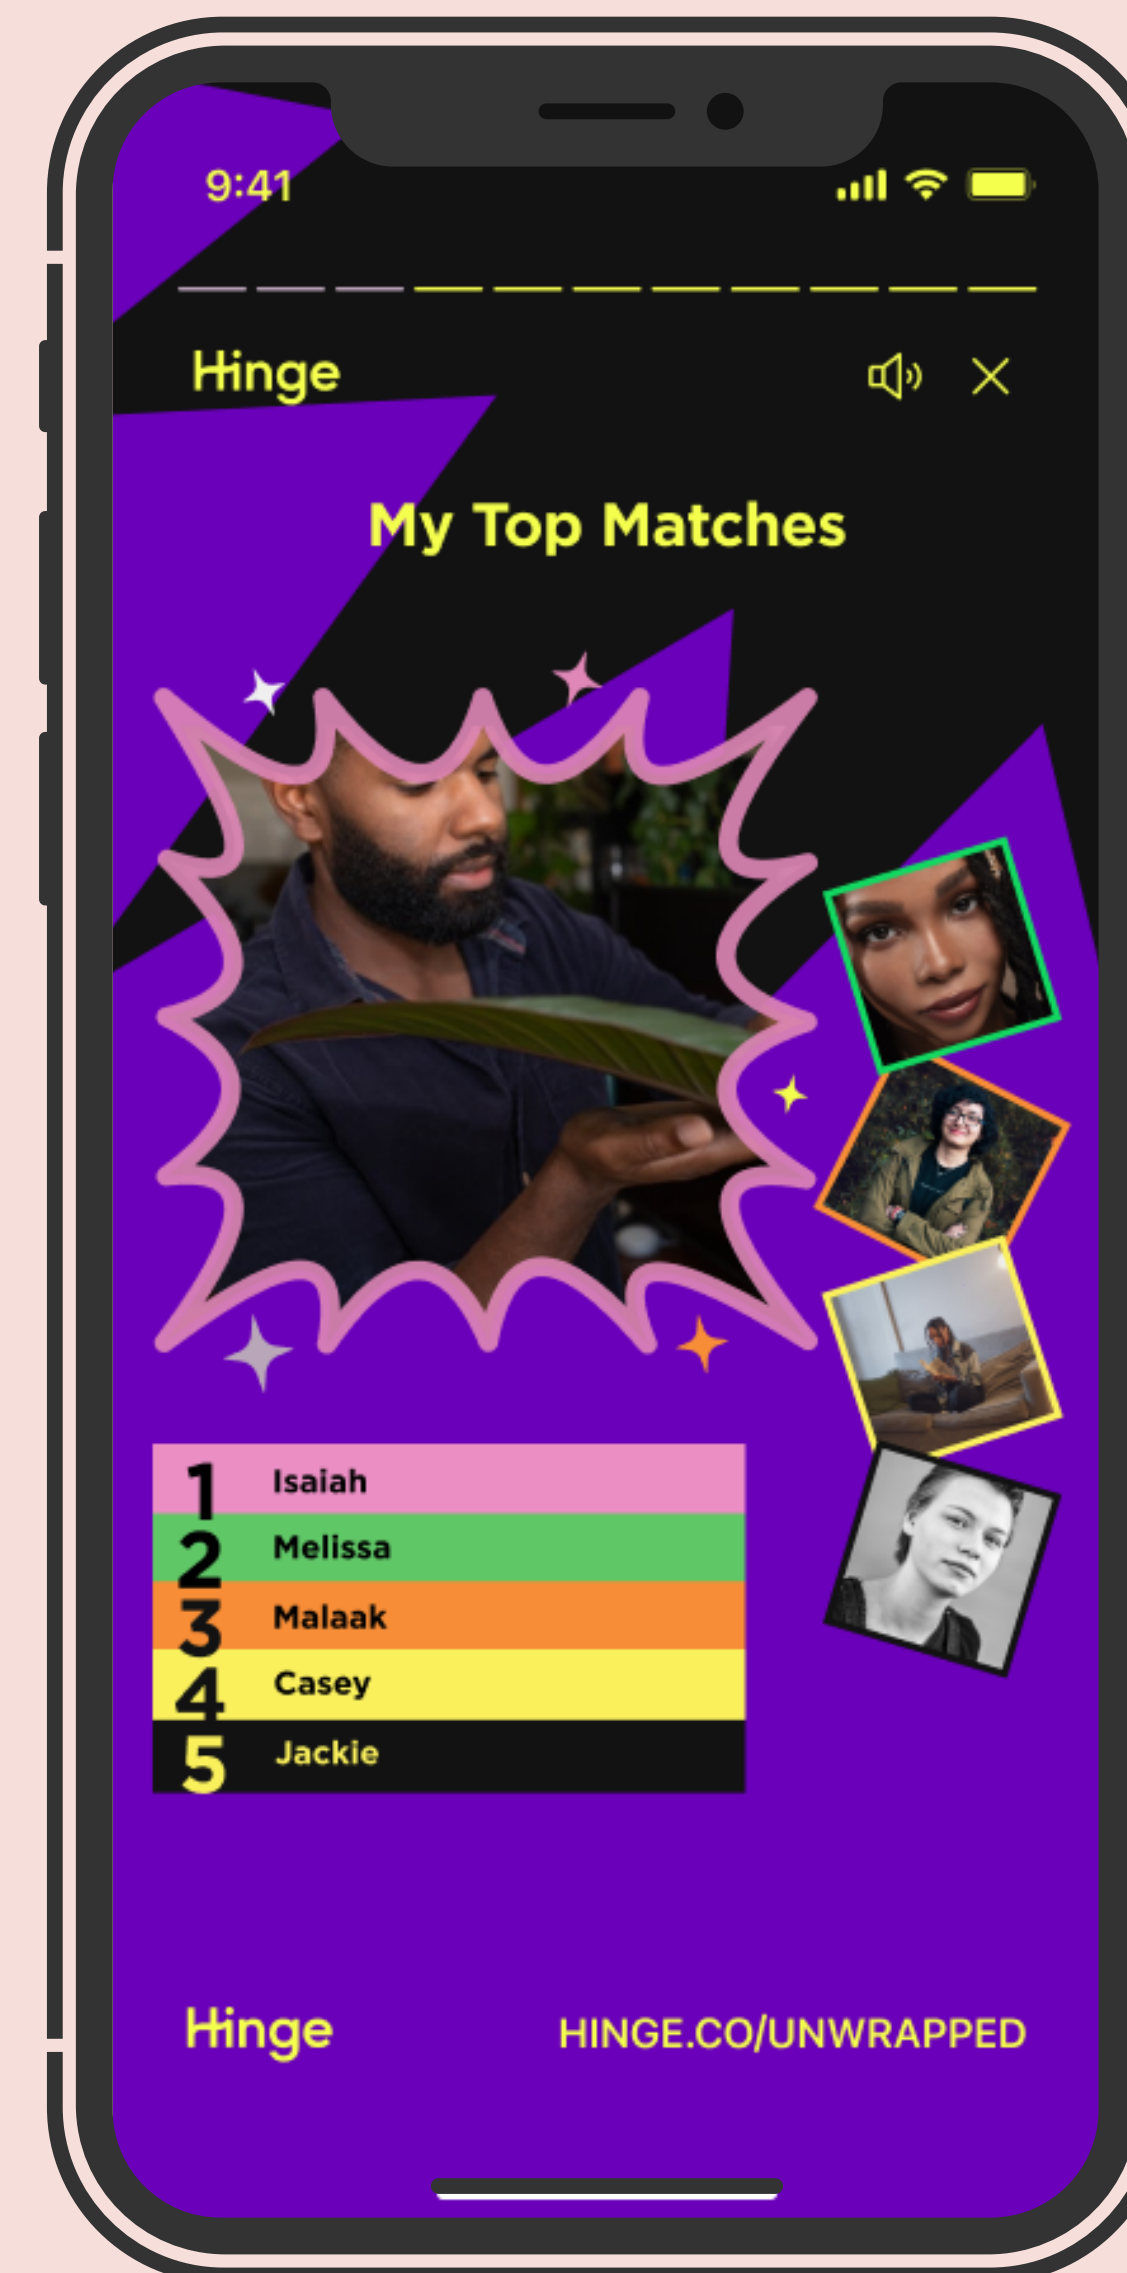 9:41
Hinge
My Top Matches
1 Isaiah
2 Melissa
3 Malaak
4 Casey
5 Jackie
Hinge
HINGE.CO/UNWRAPPED